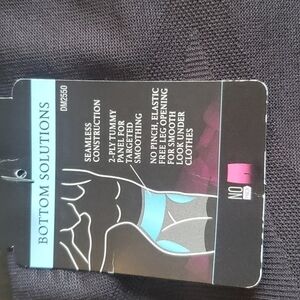 BOTTOM SOLUTIONS
DM2550
SEAMLESS
CONSTRUCTION
2-PLY TUMMY
PANEL FOR
TARGETED
SMOOTHING
NO PINCH, ELASTIC
FREE LEG OPENING
FOR SMOOTH
LOOK UNDER
CLOTHES
NO